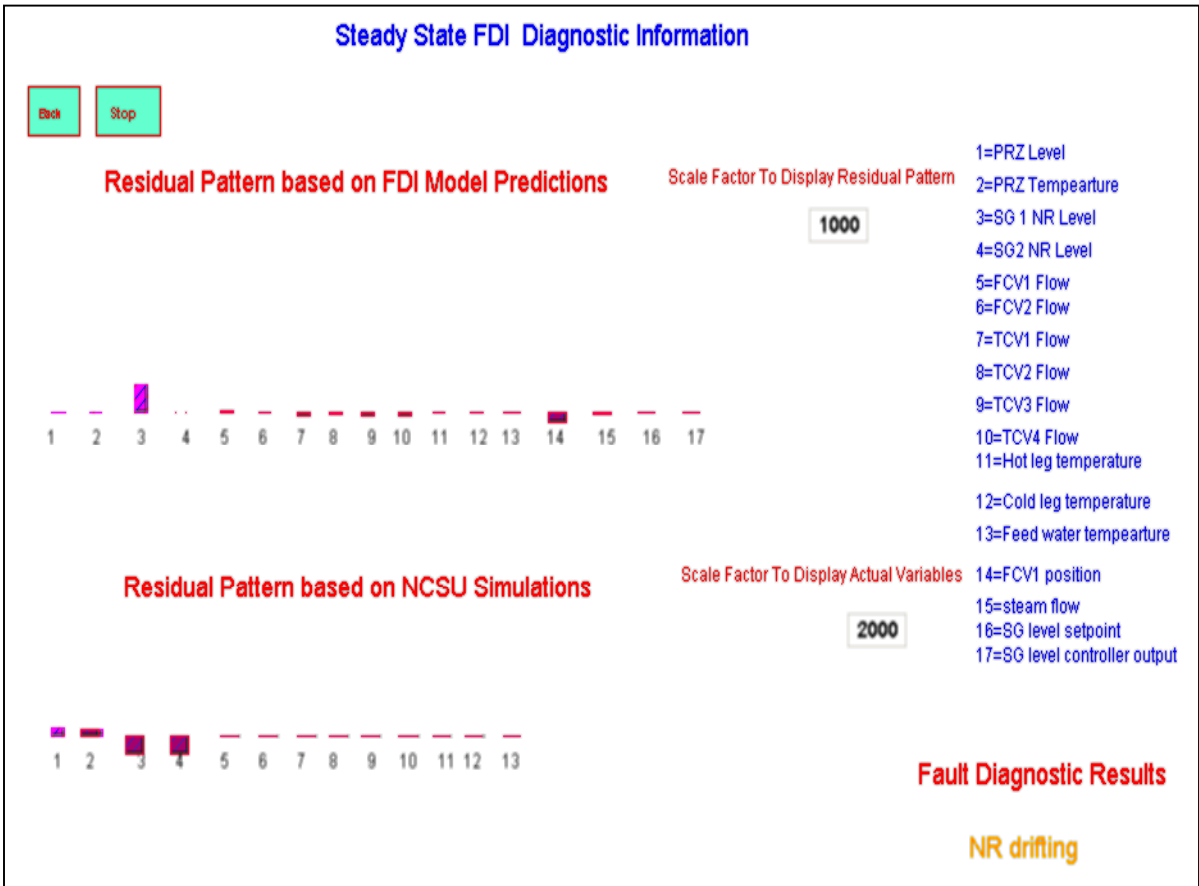 Steady State FDI Diagnostic Information
Back Stop
Residual Pattern based on FDI Model Predictions
Scale Factor To Display Residual Pattern
1000
1 2 3 4 5 6 7 8 9 10 11 12 13 14 15 16 17
1=PRZ Level
2=PRZ Tempearture
3=SG 1 NR Level
4=SG2 NR Level
5=FCV1 Flow
6=FCV2 Flow
7=TCV1 Flow
8=TCV2 Flow
9=TCV3 Flow
10=TCV4 Flow
11=Hot leg temperature
12=Cold leg temperature
13=Feed water tempearture
14=FCV1 position
15=steam flow
16=SG level setpoint
17=SG level controller output
Residual Pattern based on NCSU Simulations
Scale Factor To Display Actual Variables
2000
1 2 3 4 5 6 7 8 9 10 11 12 13
Fault Diagnostic Results
NR drifting